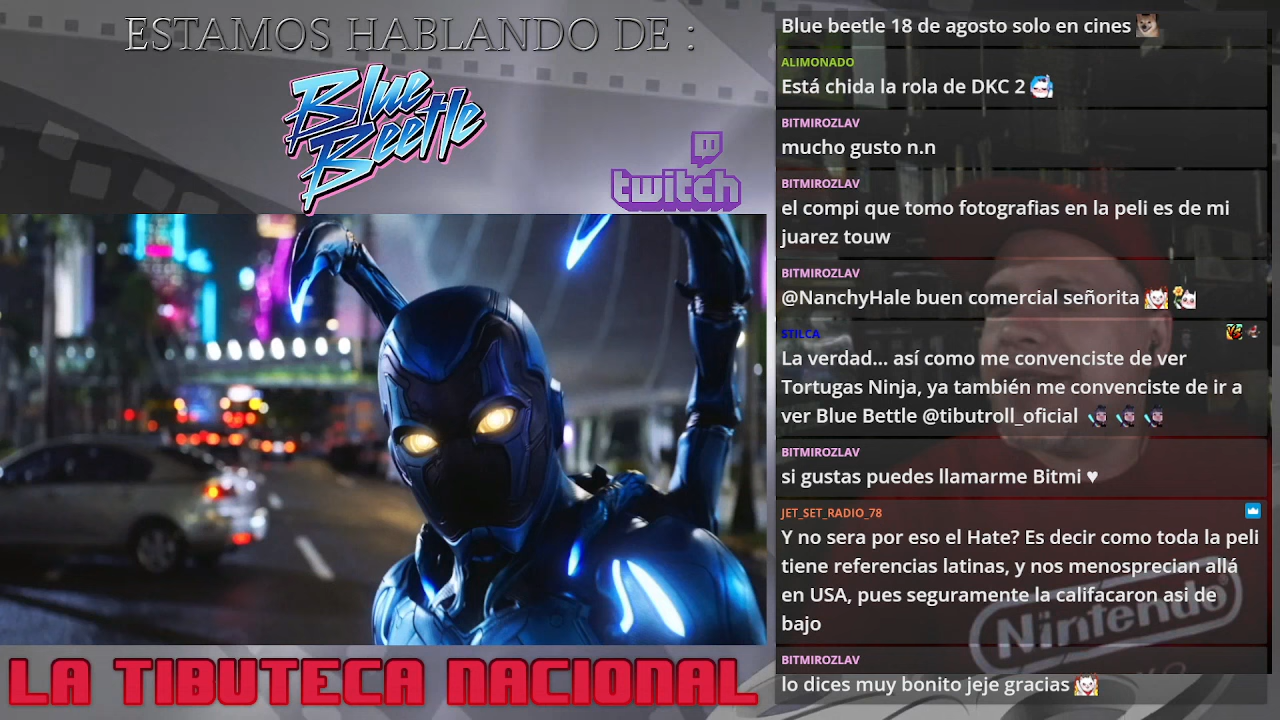 ESTAMOS HABLANDO DE :
Blue
Beetle
twitch
LA TIBUTECA NACIONAL
Blue beetle 18 de agosto solo en cines
ALIMONADO
Está chida la rola de DKC 2
BITMIROZLAV
mucho gusto n.n
BITMIROZLAV
el compi que tomo fotografias en la peli es de mi
juarez touw
BITMIROZLAV
@NanchyHale buen comercial señorita
STILCA
La verdad... así como me convenciste de ver
Tortugas Ninja, ya también me convenciste de ir a
ver Blue Bettle @tibutroll_oficial
BITMIROZLAV
si gustas puedes llamarme Bitmi ♥
JET_SET_RADIO_78
Y no sera por eso el Hate? Es decir como toda la peli
tiene referencias latinas, y nos menosprecian allá
en USA, pues seguramente la califacaron asi de
bajo
Nintendo
BITMIROZLAV
lo dices muy bonito jeje gracias